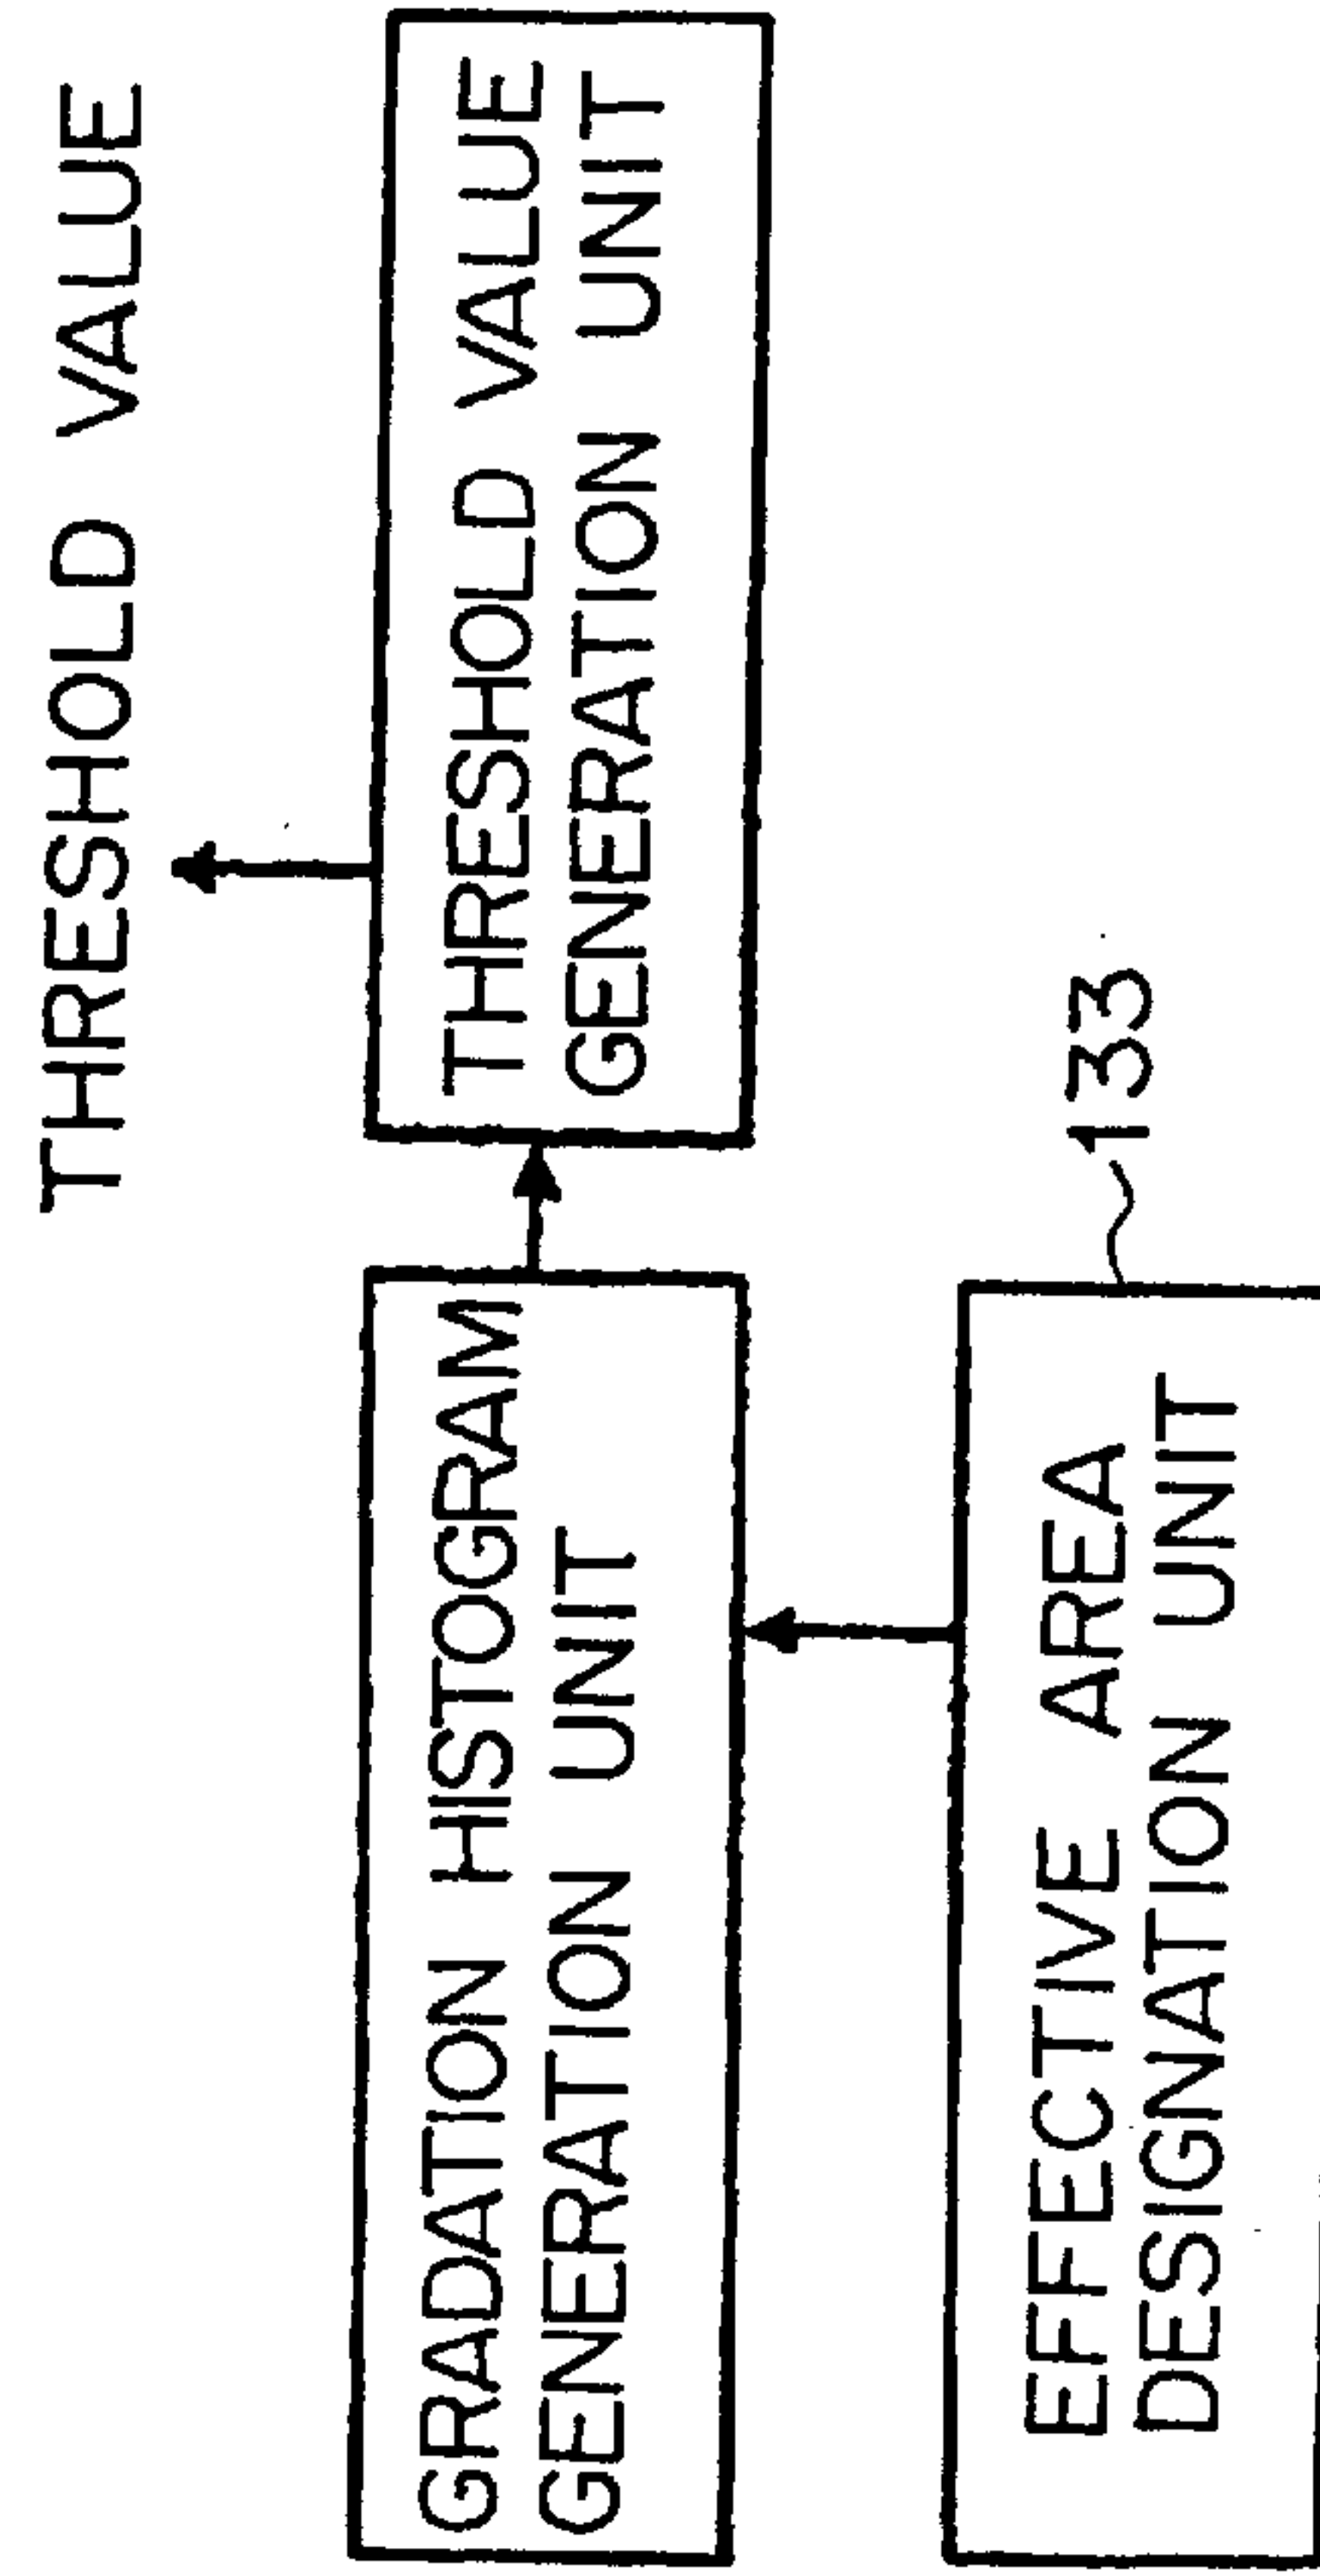 THRESHOLD VALUE
GRADATION HISTOGRAM
GENERATION UNIT
THRESHOLD VALUE
GENERATION UNIT
133
EFFECTIVE AREA
DESIGNATION UNIT